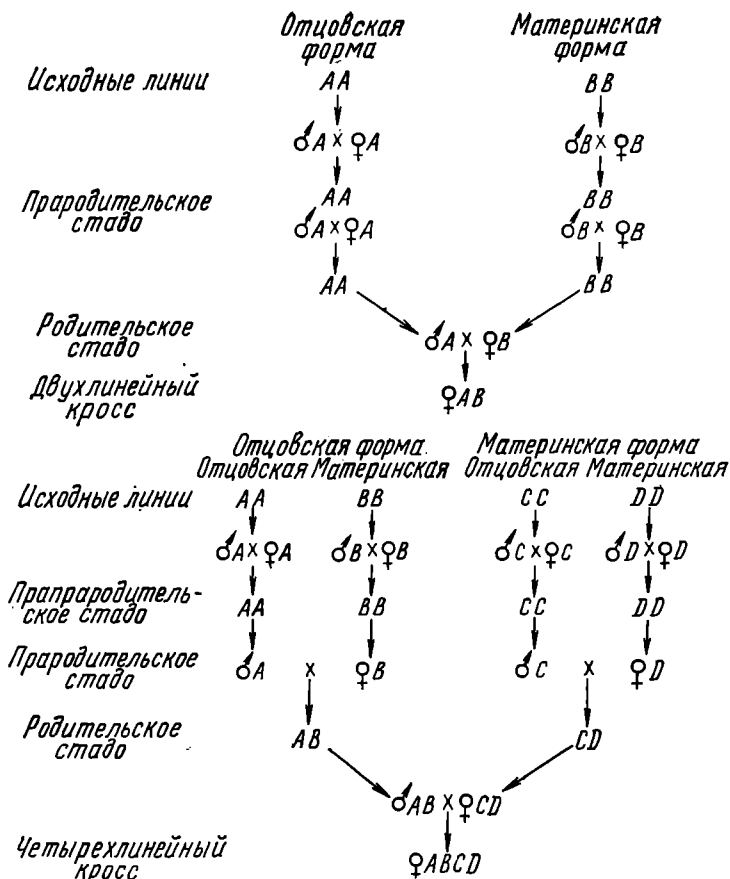 Отцовская Материнская
форма форма
Исходные линии AA BB
♂A × ♀A ♂B × ♀B
Прародительское AA BB
стадо ♂A × ♀A ♂B × ♀B
AA BB
Родительское ♂A × ♀B
стадо
Двухлинейный ♀AB
кросс
Отцовская форма Материнская форма
Отцовская Материнская Отцовская Материнская
Исходные линии AA BB CC DD
♂A × ♀A ♂B × ♀B ♂C × ♀C ♂D × ♀D
Прапрародитель-
ское стадо AA BB CC DD
Прародительское ♂A × ♀B ♂C × ♀D
стадо
Родительское AB CD
стадо
♂AB × ♀CD
Четырехлинейный ♀ABCD
кросс